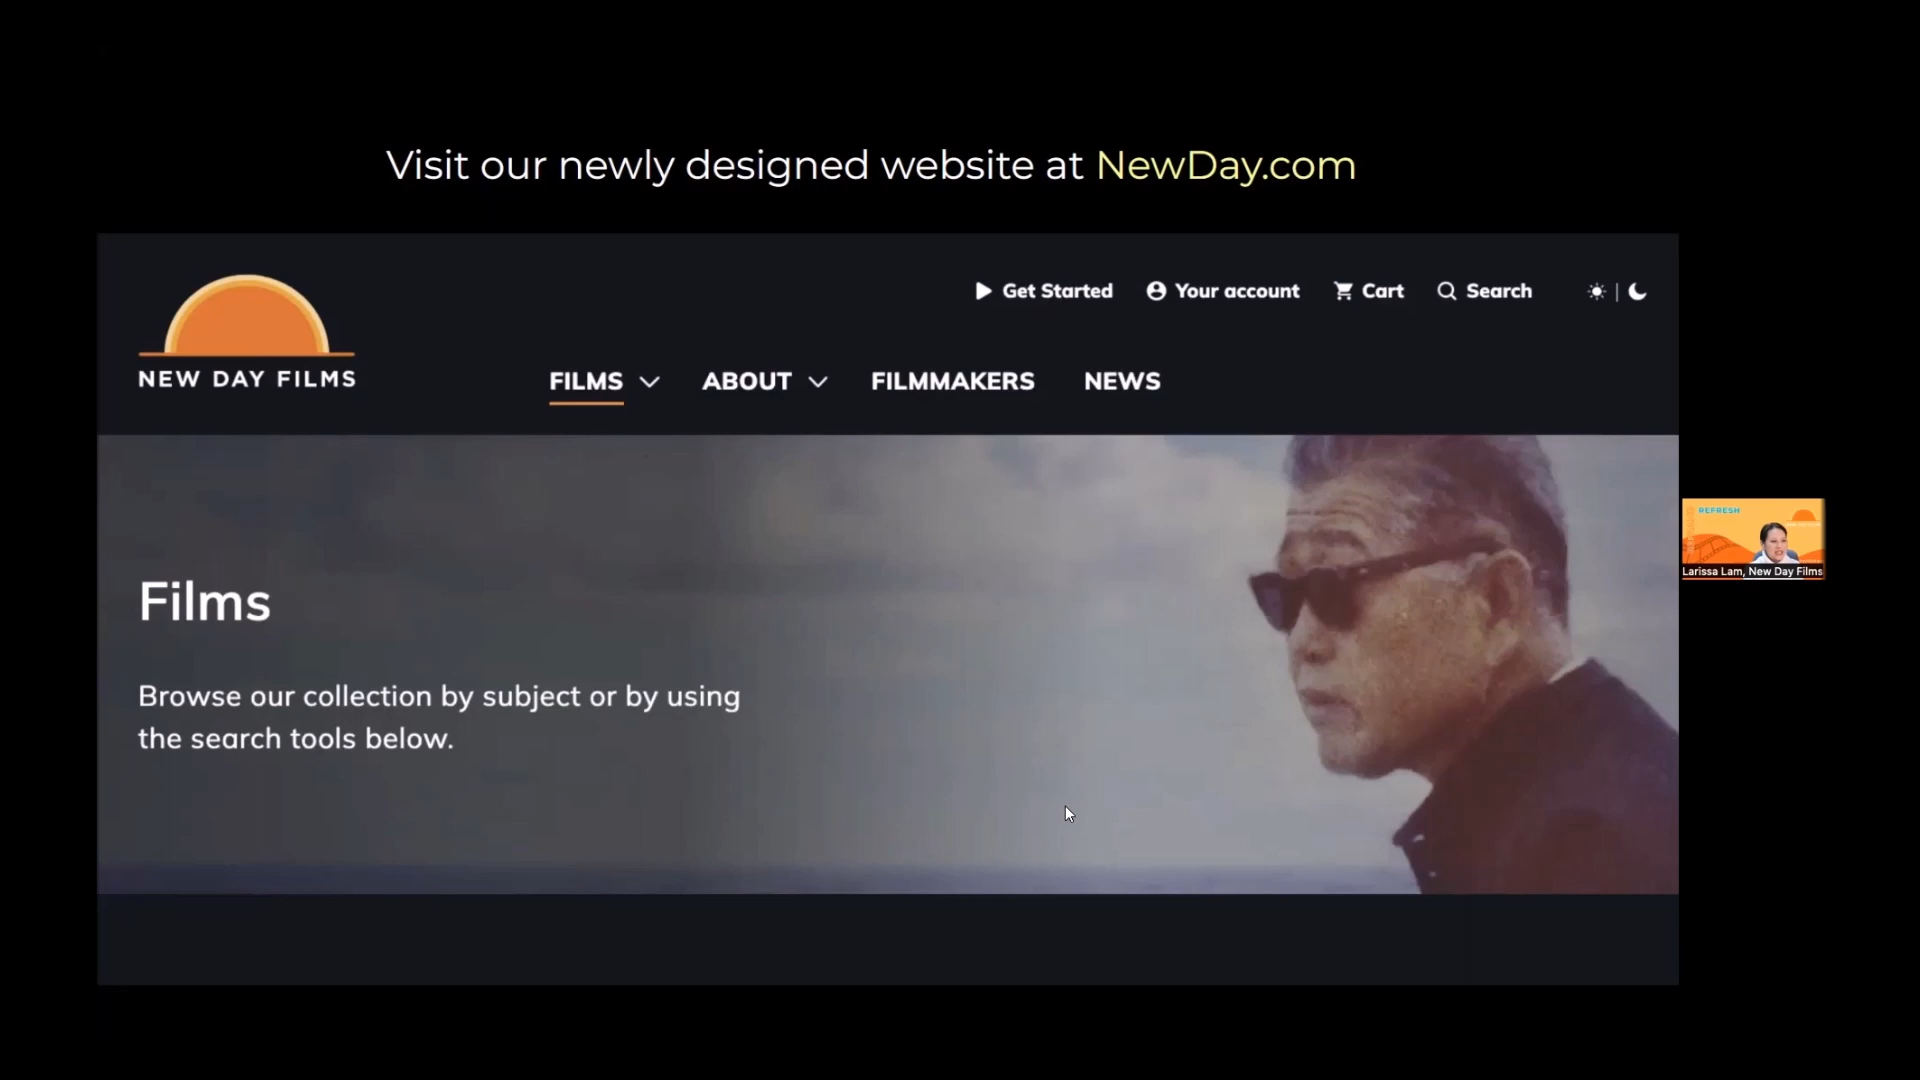 Visit our newly designed website at NewDay.com
Get Started
Your account
Cart
Search
NEW DAY FILMS
FILMS
ABOUT
FILMMAKERS
NEWS
Films
Browse our collection by subject or by using
the search tools below.
REFRESH
Larissa Lam, New Day Films